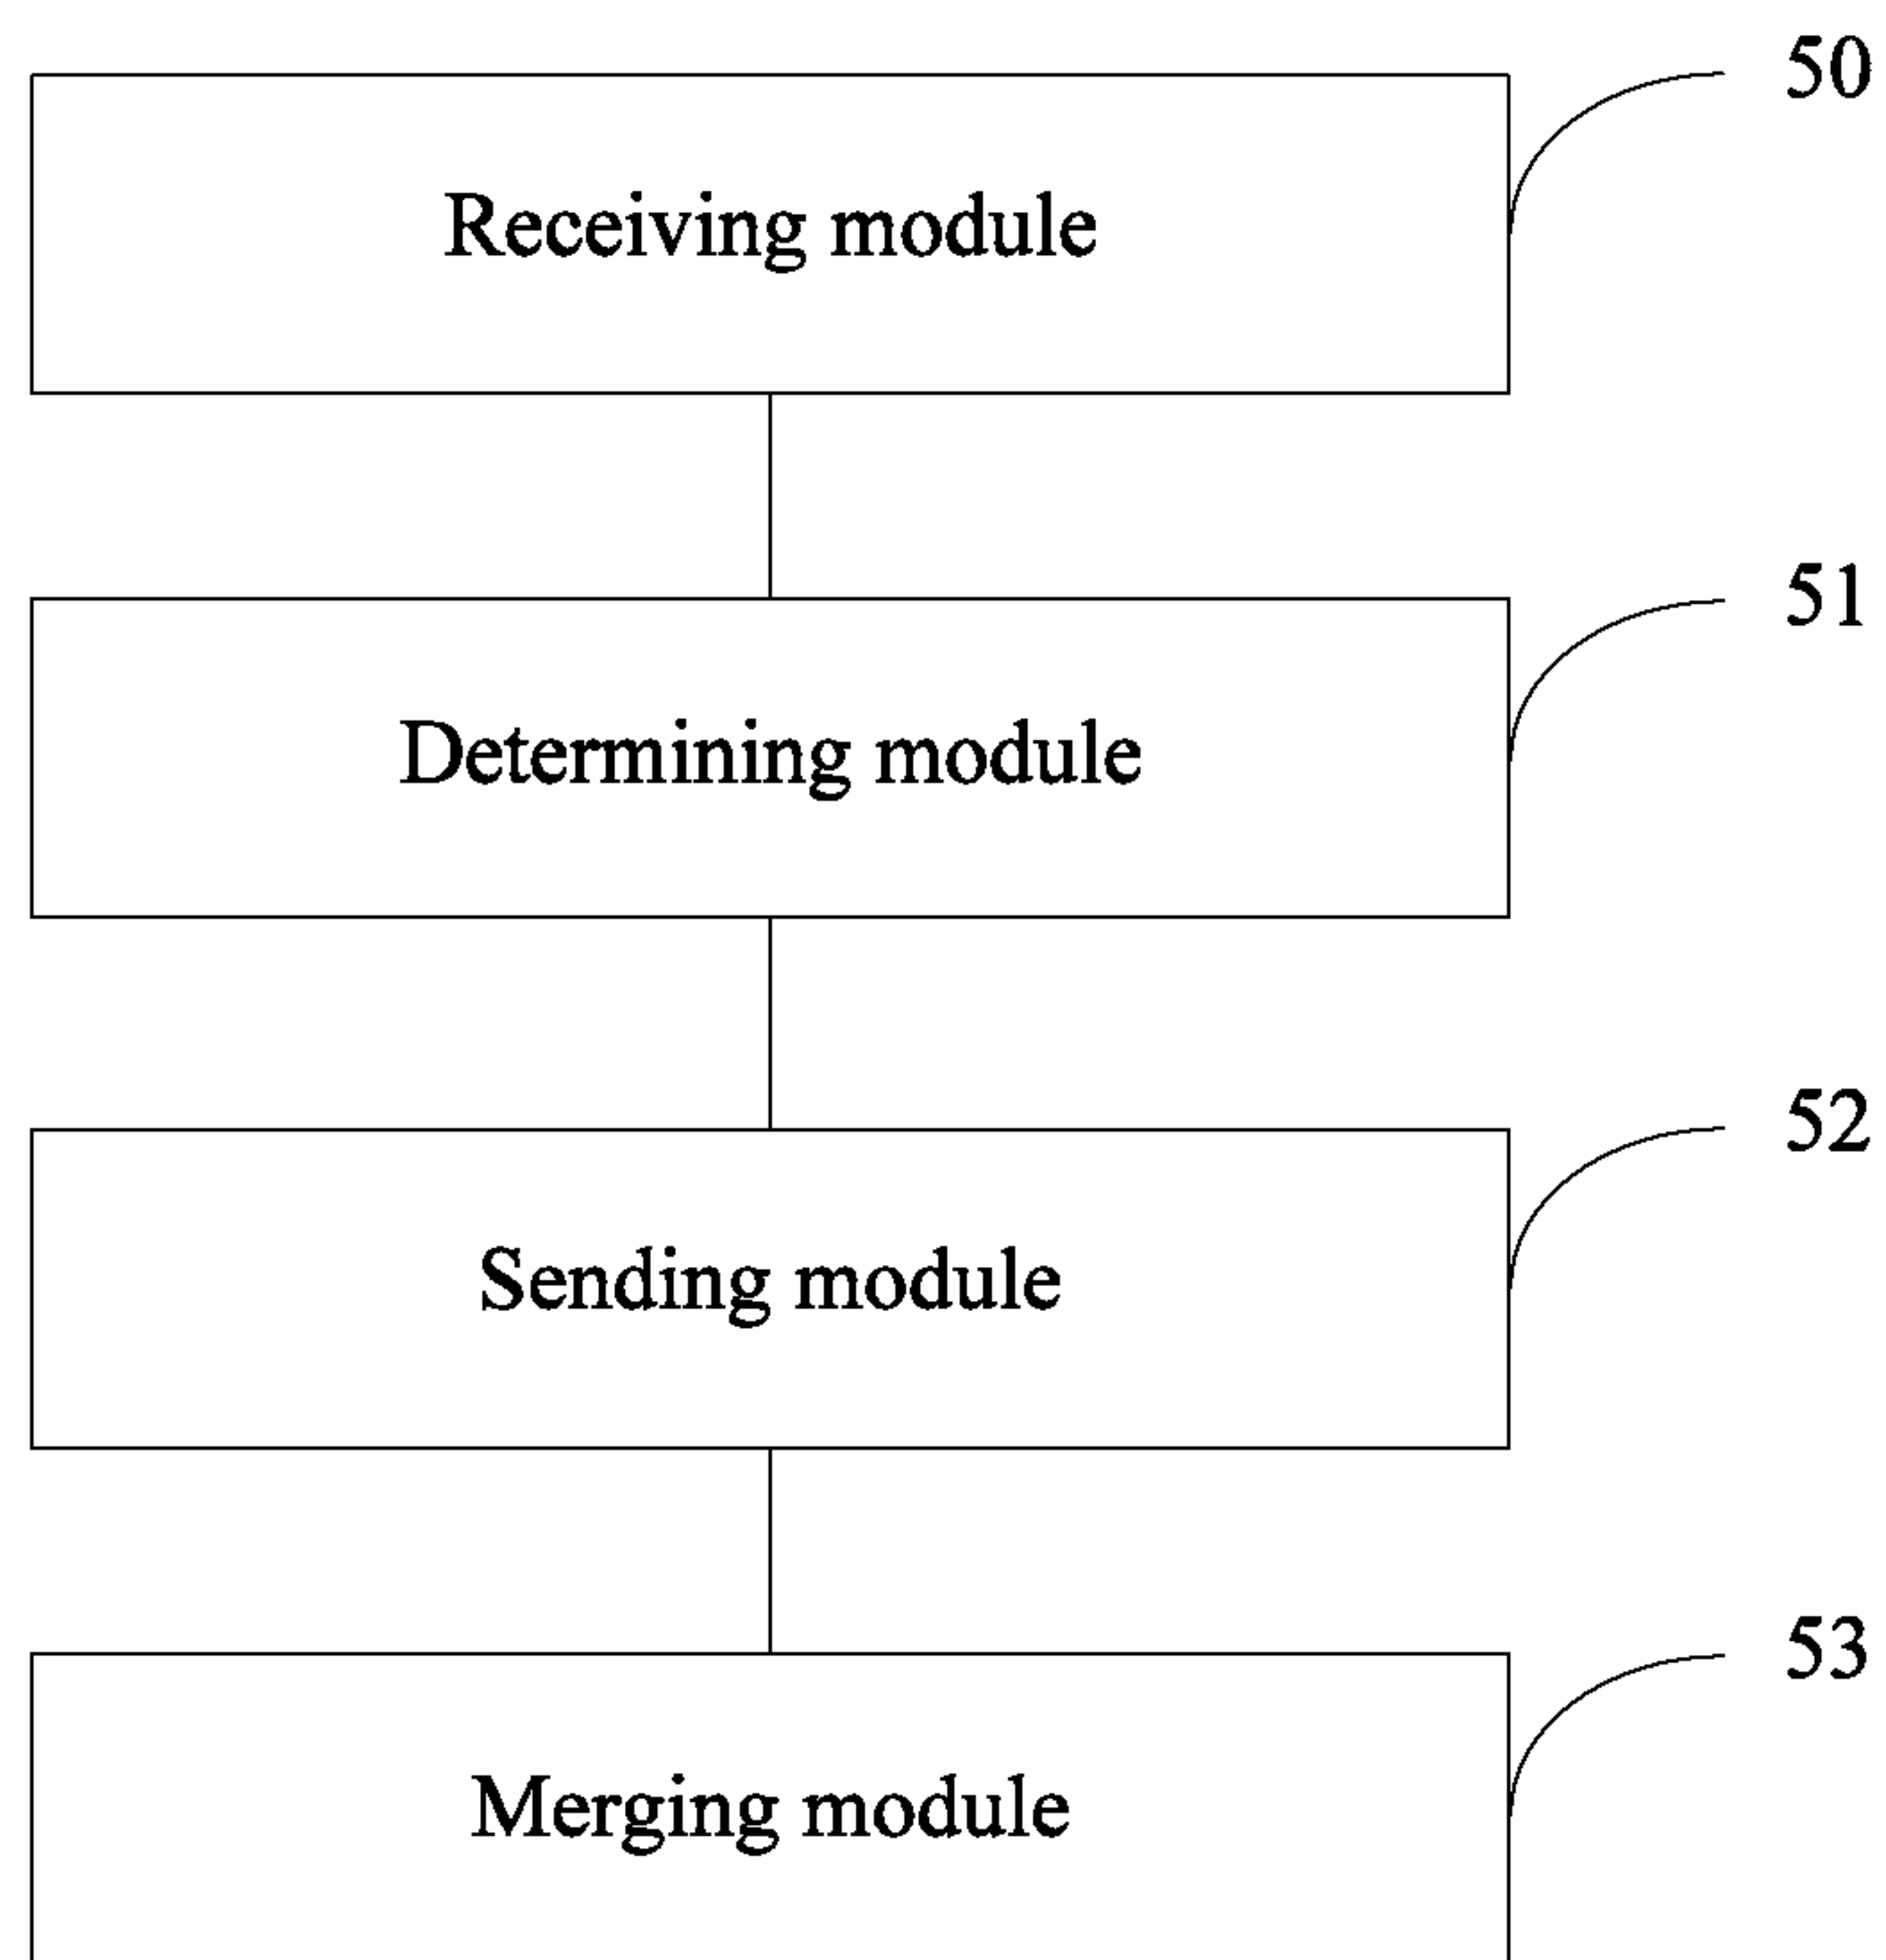 50
Receiving module
51
Determining module
52
Sending module
53
Merging module